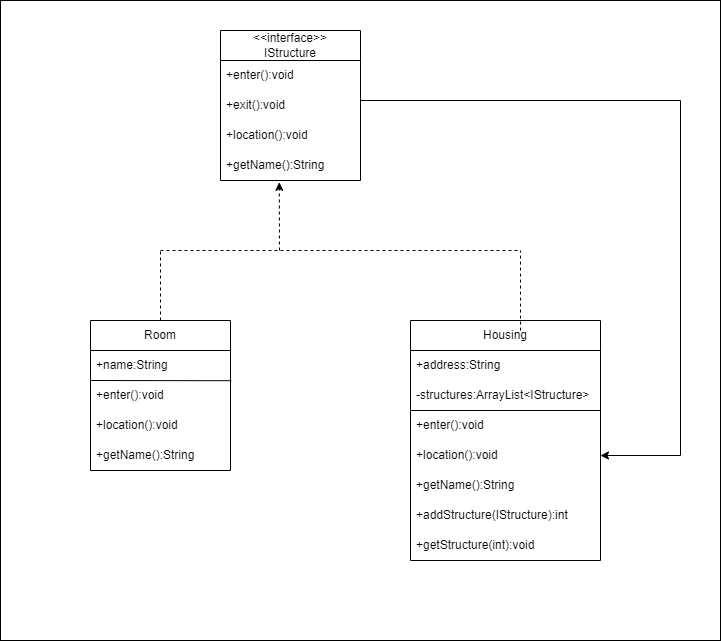 <<interface>>
IStructure
+enter():void
+exit():void
+location():void
+getName():String
Room
+name:String
+enter():void
+location():void
+getName():String
Housing
+address:String
-structures:ArrayList<IStructure>
+enter():void
+location():void
+getName():String
+addStructure(IStructure):int
+getStructure(int):void